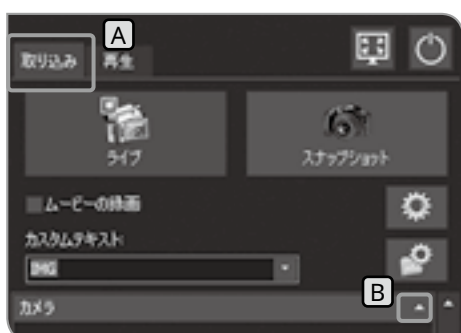 A
取り込み 再生
ライブ スナップショット
ムービーの録画
カスタムテキスト:
IMG
カメラ B